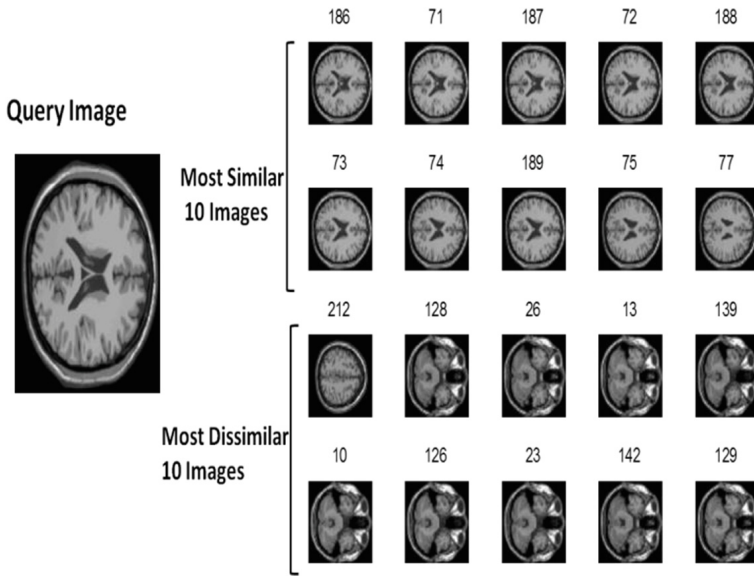 186 71 187 72 188
Query Image
73 74 189 75 77
Most Similar
10 Images
212 128 26 13 139
Most Dissimilar
10 Images
10 126 23 142 129